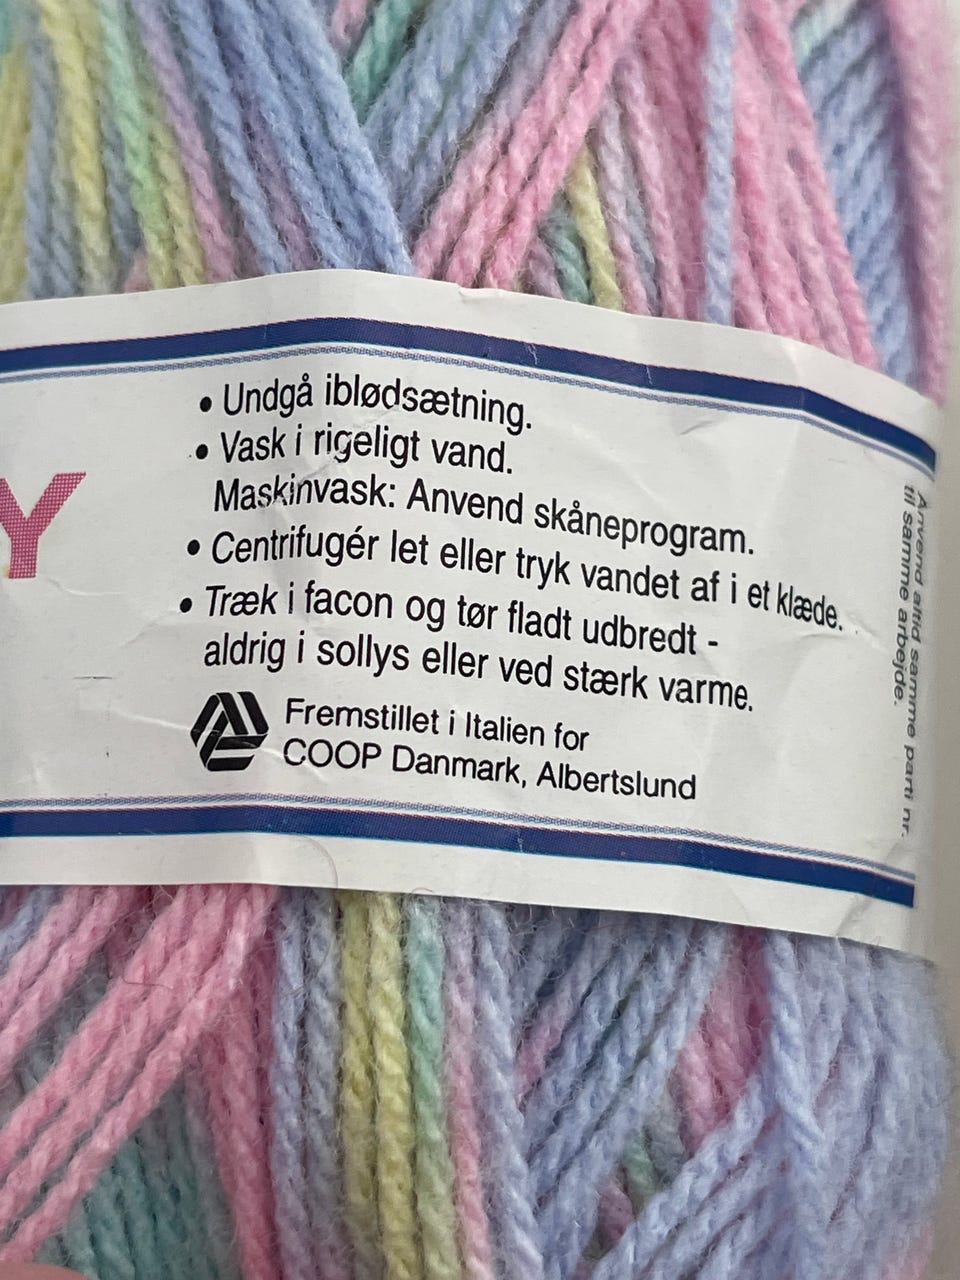 Y
• Undgå iblødsætning.
• Vask i rigeligt vand.
Maskinvask: Anvend skåneprogram.
• Centrifugér let eller tryk vandet af i et klæde.
• Træk i facon og tør fladt udbredt -
aldrig i sollys eller ved stærk varme.
Fremstillet i Italien for
COOP Danmark, Albertslund
Anvend altid samme parti nr.
til samme arbejde.